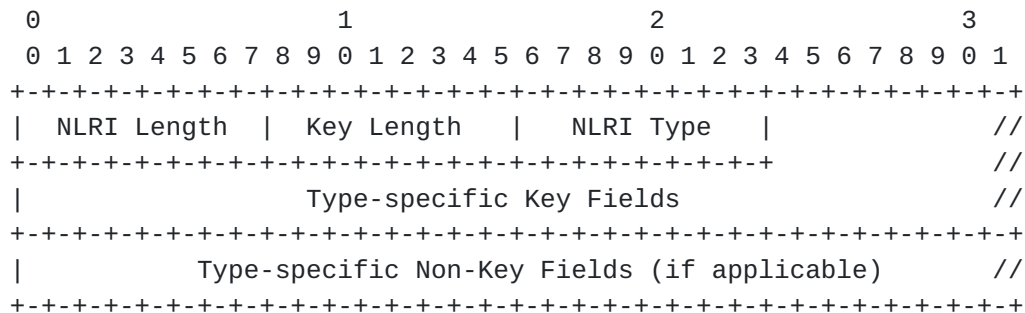 0                   1                   2                   3
 0 1 2 3 4 5 6 7 8 9 0 1 2 3 4 5 6 7 8 9 0 1 2 3 4 5 6 7 8 9 0 1
+-+-+-+-+-+-+-+-+-+-+-+-+-+-+-+-+-+-+-+-+-+-+-+-+-+-+-+-+-+-+-+-+
|  NLRI Length  |  Key Length   |   NLRI Type   |              //
+-+-+-+-+-+-+-+-+-+-+-+-+-+-+-+-+-+-+-+-+-+-+-+-+              //
|                  Type-specific Key Fields                    //
+-+-+-+-+-+-+-+-+-+-+-+-+-+-+-+-+-+-+-+-+-+-+-+-+-+-+-+-+-+-+-+-+
|           Type-specific Non-Key Fields (if applicable)       //
+-+-+-+-+-+-+-+-+-+-+-+-+-+-+-+-+-+-+-+-+-+-+-+-+-+-+-+-+-+-+-+-+